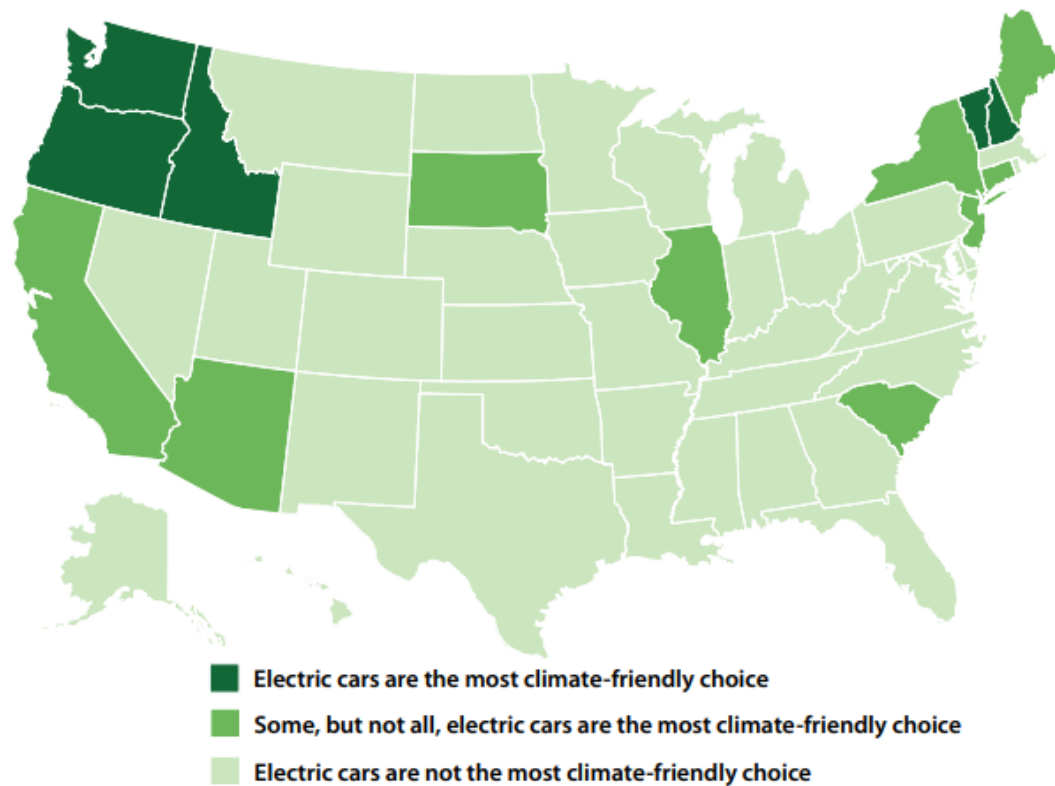 Electric cars are the most climate-friendly choice
Some, but not all, electric cars are the most climate-friendly choice
Electric cars are not the most climate-friendly choice